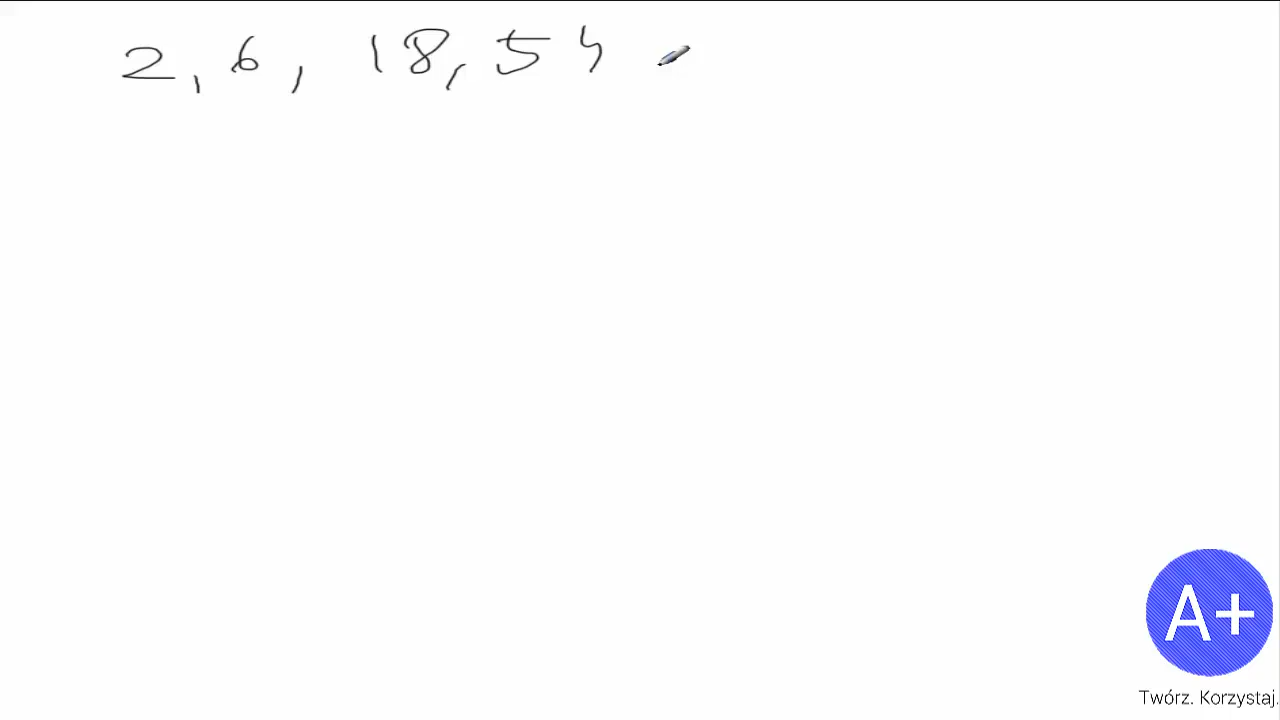 2, 6, 18, 54
A+
Twórz. Korzystaj.